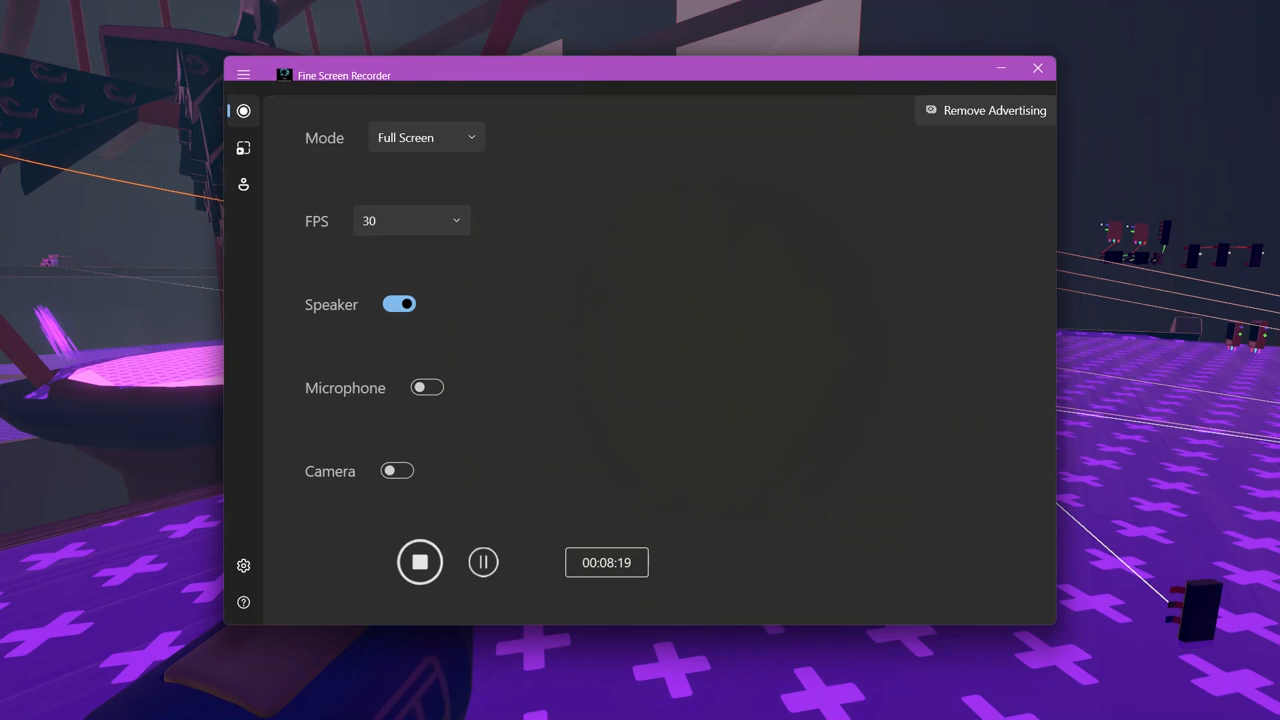 Fine Screen Recorder
Remove Advertising
Mode
Full Screen
FPS
30
Speaker
Microphone
Camera
00:08:19